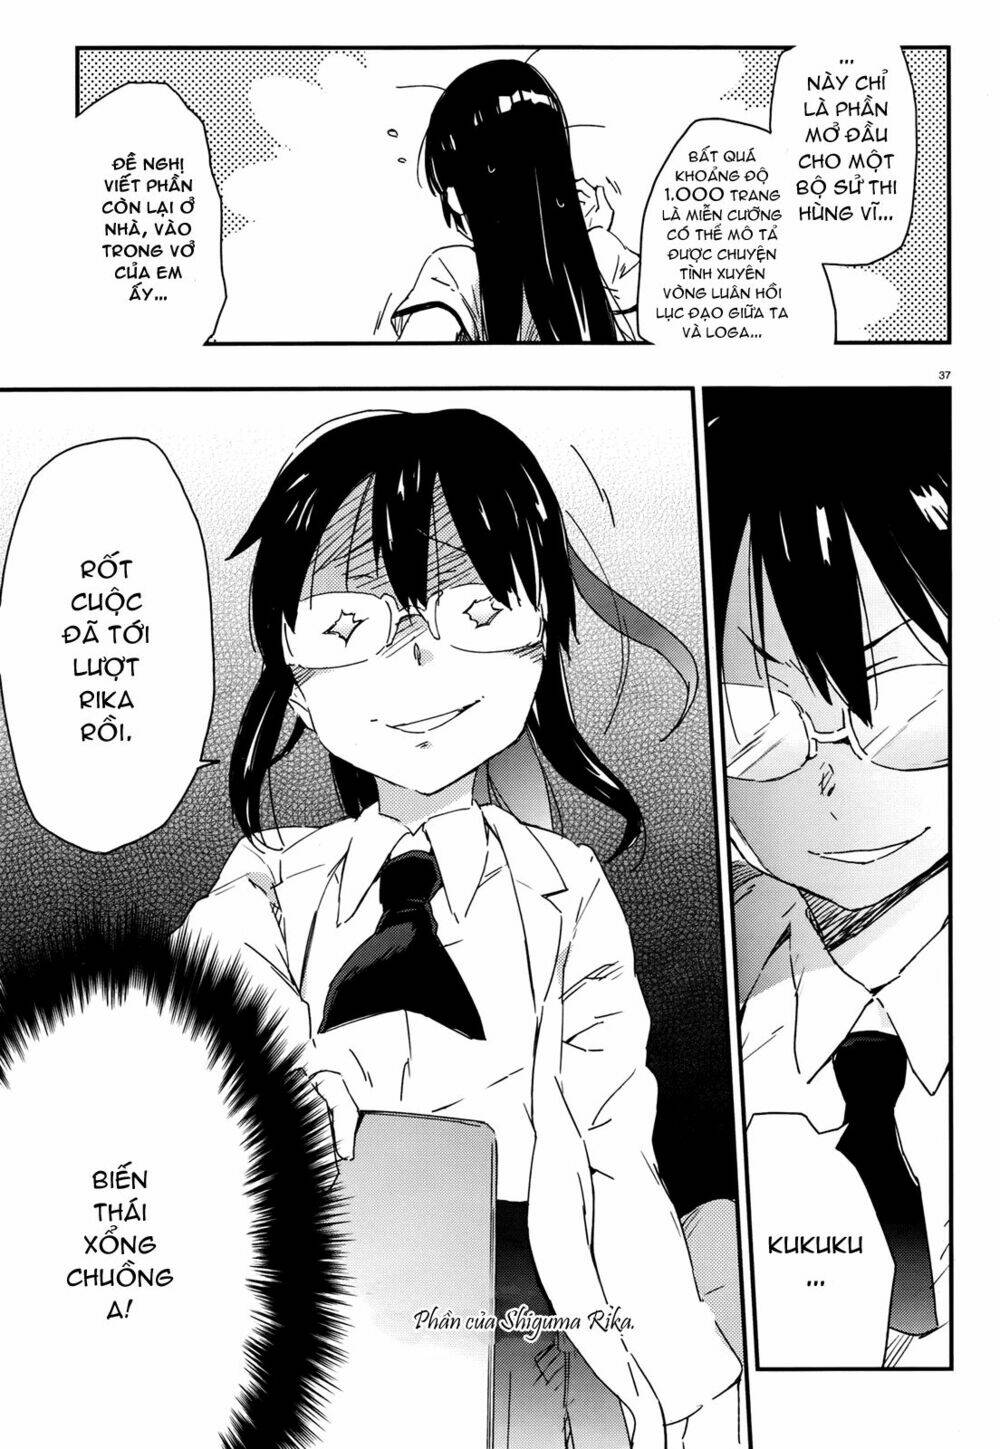 ...
NÀY CHỈ
LÀ PHẦN
MỞ ĐẦU
CHO MỘT
BỘ SỬ THI
HÙNG VĨ...
BẤT QUÁ
KHOẢNG ĐỘ
1.000 TRANG
LÀ MIỄN CƯỠNG
CÓ THỂ MÔ TẢ
ĐƯỢC CHUYỆN
TÌNH XUYÊN
VÒNG LUÂN HỒI
LỤC ĐẠO GIỮA TA
VÀ LOGA...
ĐỀ NGHỊ
VIẾT PHẦN
CÒN LẠI Ở
NHÀ, VÀO
TRONG VỞ
CỦA EM
ẤY...
37
KUKUKU
...
RỐT
CUỘC
ĐÃ TỚI
LƯỢT
RIKA
RỒI.
BIẾN
THÁI
XỔNG
CHUỒNG
A!
Phần của Shiguma Rika.